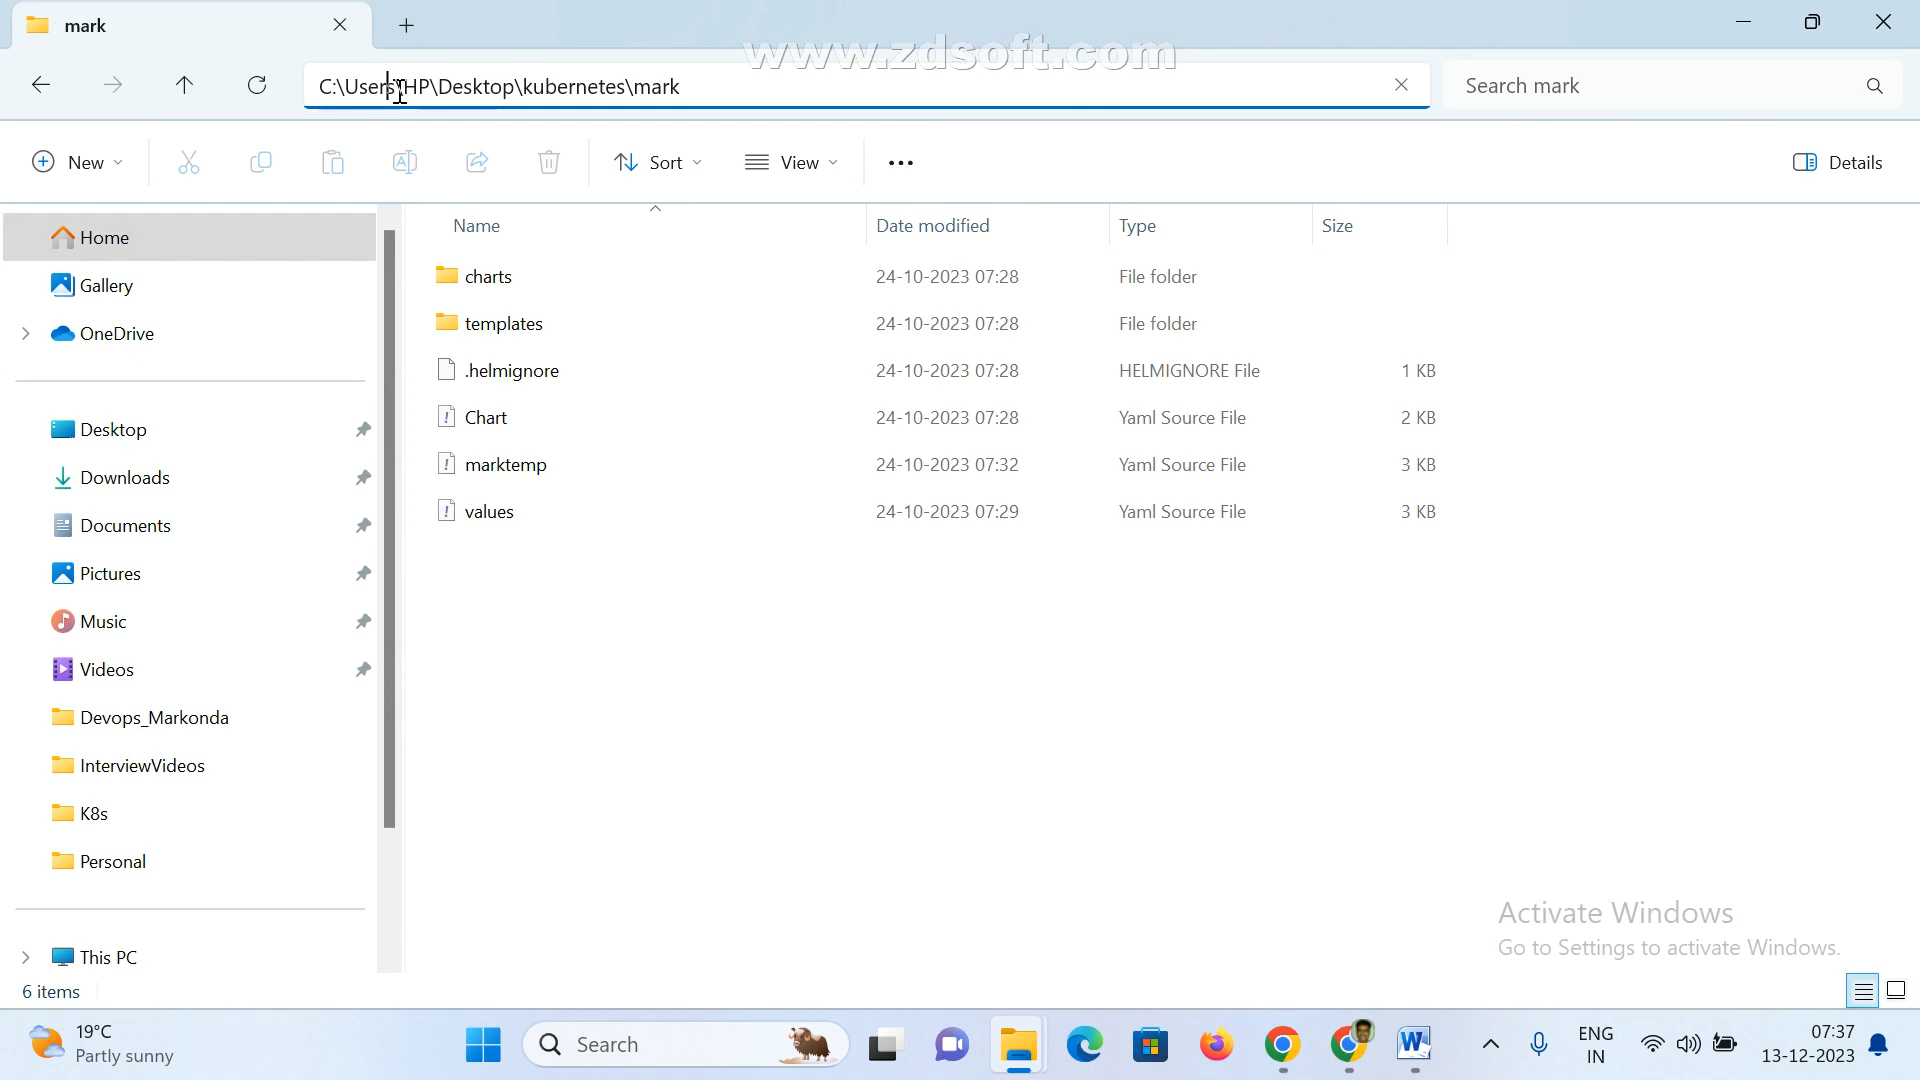 mark
www.zdsoft.com
C:\Users\HP\Desktop\kubernetes\mark
Search mark
New
Sort
View
Details
Home
Gallery
OneDrive
Desktop
Downloads
Documents
Pictures
Music
Videos
Devops_Markonda
InterviewVideos
K8s
Personal
This PC
Name Date modified Type Size
charts 24-10-2023 07:28 File folder
templates 24-10-2023 07:28 File folder
.helmignore 24-10-2023 07:28 HELMIGNORE File 1 KB
Chart 24-10-2023 07:28 Yaml Source File 2 KB
marktemp 24-10-2023 07:32 Yaml Source File 3 KB
values 24-10-2023 07:29 Yaml Source File 3 KB
Activate Windows
Go to Settings to activate Windows.
6 items
19°C
Partly sunny
Search
ENG
IN
07:37
13-12-2023